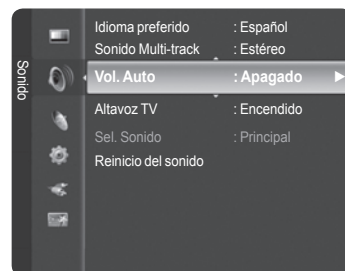 Sonido
Idioma preferido : Español
Sonido Multi-track : Estéreo
Vol. Auto : Apagado
Altavoz TV : Encendido
Sel. Sonido : Principal
Reinicio del sonido